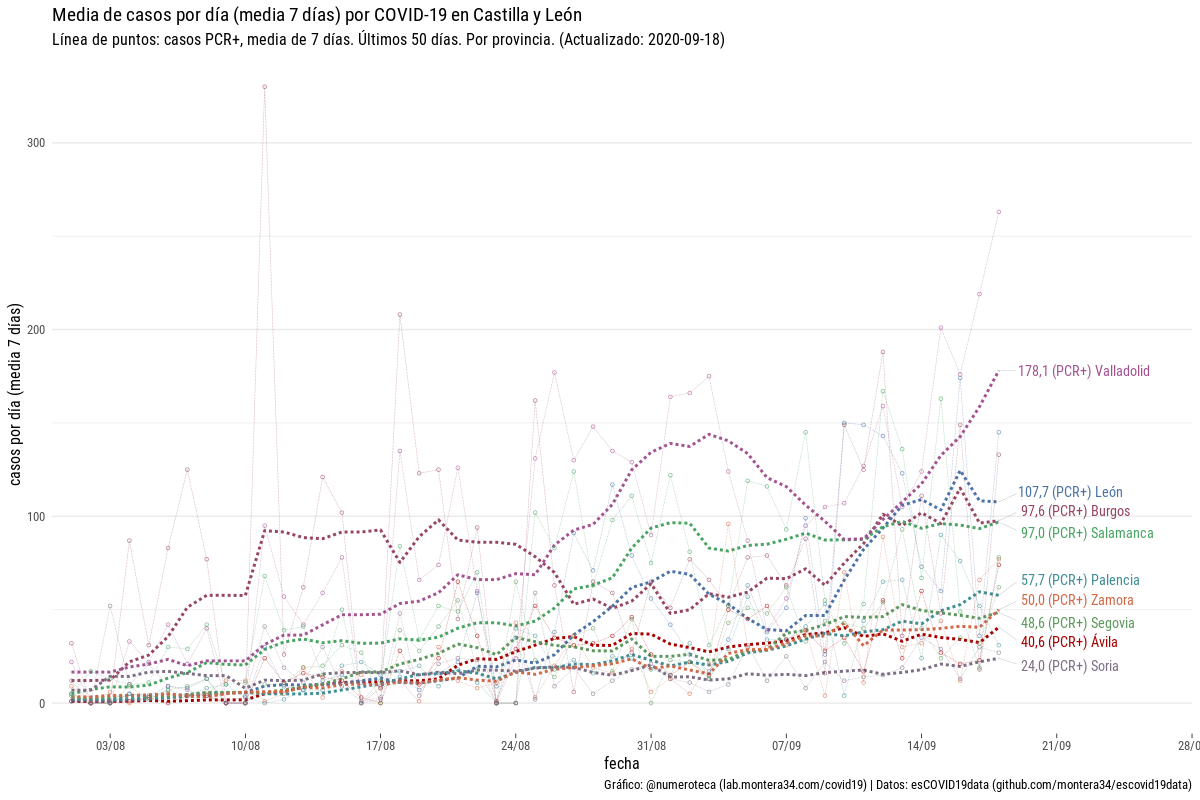 Media de casos por día (media 7 días) por COVID-19 en Castilla y León
Línea de puntos: casos PCR+, media de 7 días. Últimos 50 días. Por provincia. (Actualizado: 2020-09-18)
casos por día (media 7 días)
300
200
100
0
178,1 (PCR+) Valladolid
107,7 (PCR+) León
97,6 (PCR+) Burgos
97,0 (PCR+) Salamanca
57,7 (PCR+) Palencia
50,0 (PCR+) Zamora
48,6 (PCR+) Segovia
40,6 (PCR+) Ávila
24,0 (PCR+) Soria
03/08 10/08 17/08 24/08 31/08 07/09 14/09 21/09 28/0
fecha
Gráfico: @numeroteca (lab.montera34.com/covid19) | Datos: esCOVID19data (github.com/montera34/escovid19data)